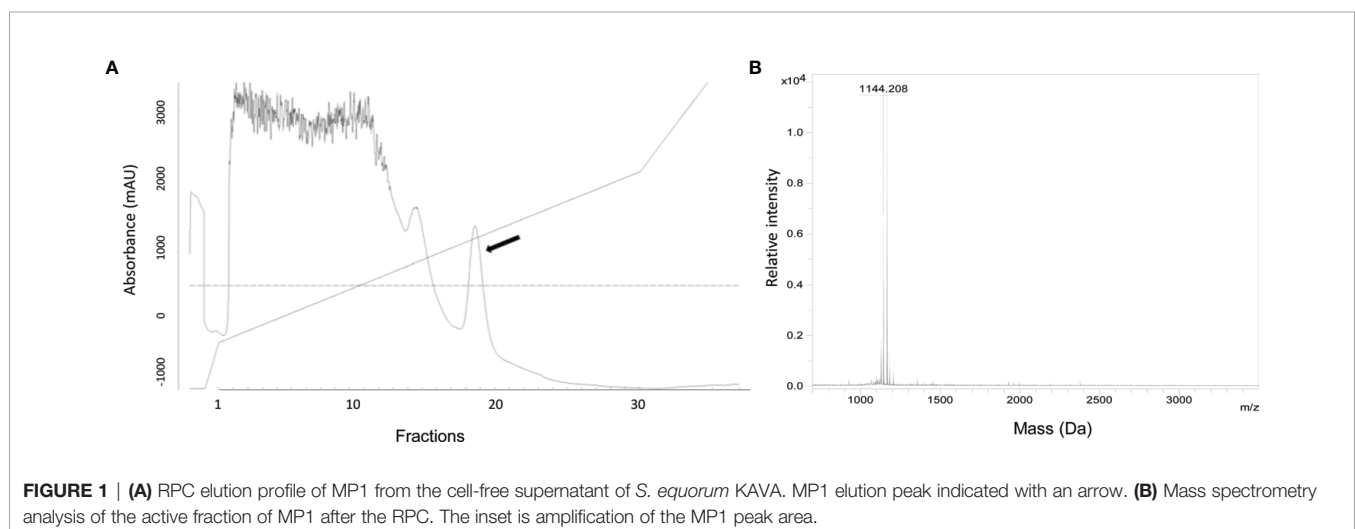 A
Absorbance (mAU)
3000
2000
1000
0
-1000
1
10
20
30
Fractions
B
x10⁴
1144.208
Relative intensity
1.0
0.8
0.6
0.4
0.2
0.0
1000
1500
2000
2500
3000
m/z
Mass (Da)
FIGURE 1 | (A) RPC elution profile of MP1 from the cell-free supernatant of S. equorum KAVA. MP1 elution peak indicated with an arrow. (B) Mass spectrometry
analysis of the active fraction of MP1 after the RPC. The inset is amplification of the MP1 peak area.